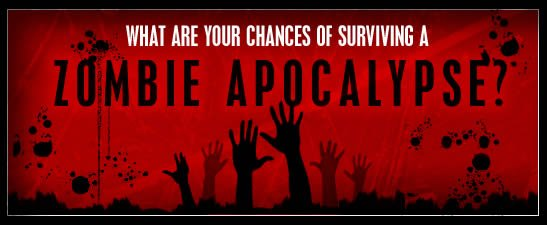 WHAT ARE YOUR CHANCES OF SURVIVING A
ZOMBIE APOCALYPSE?